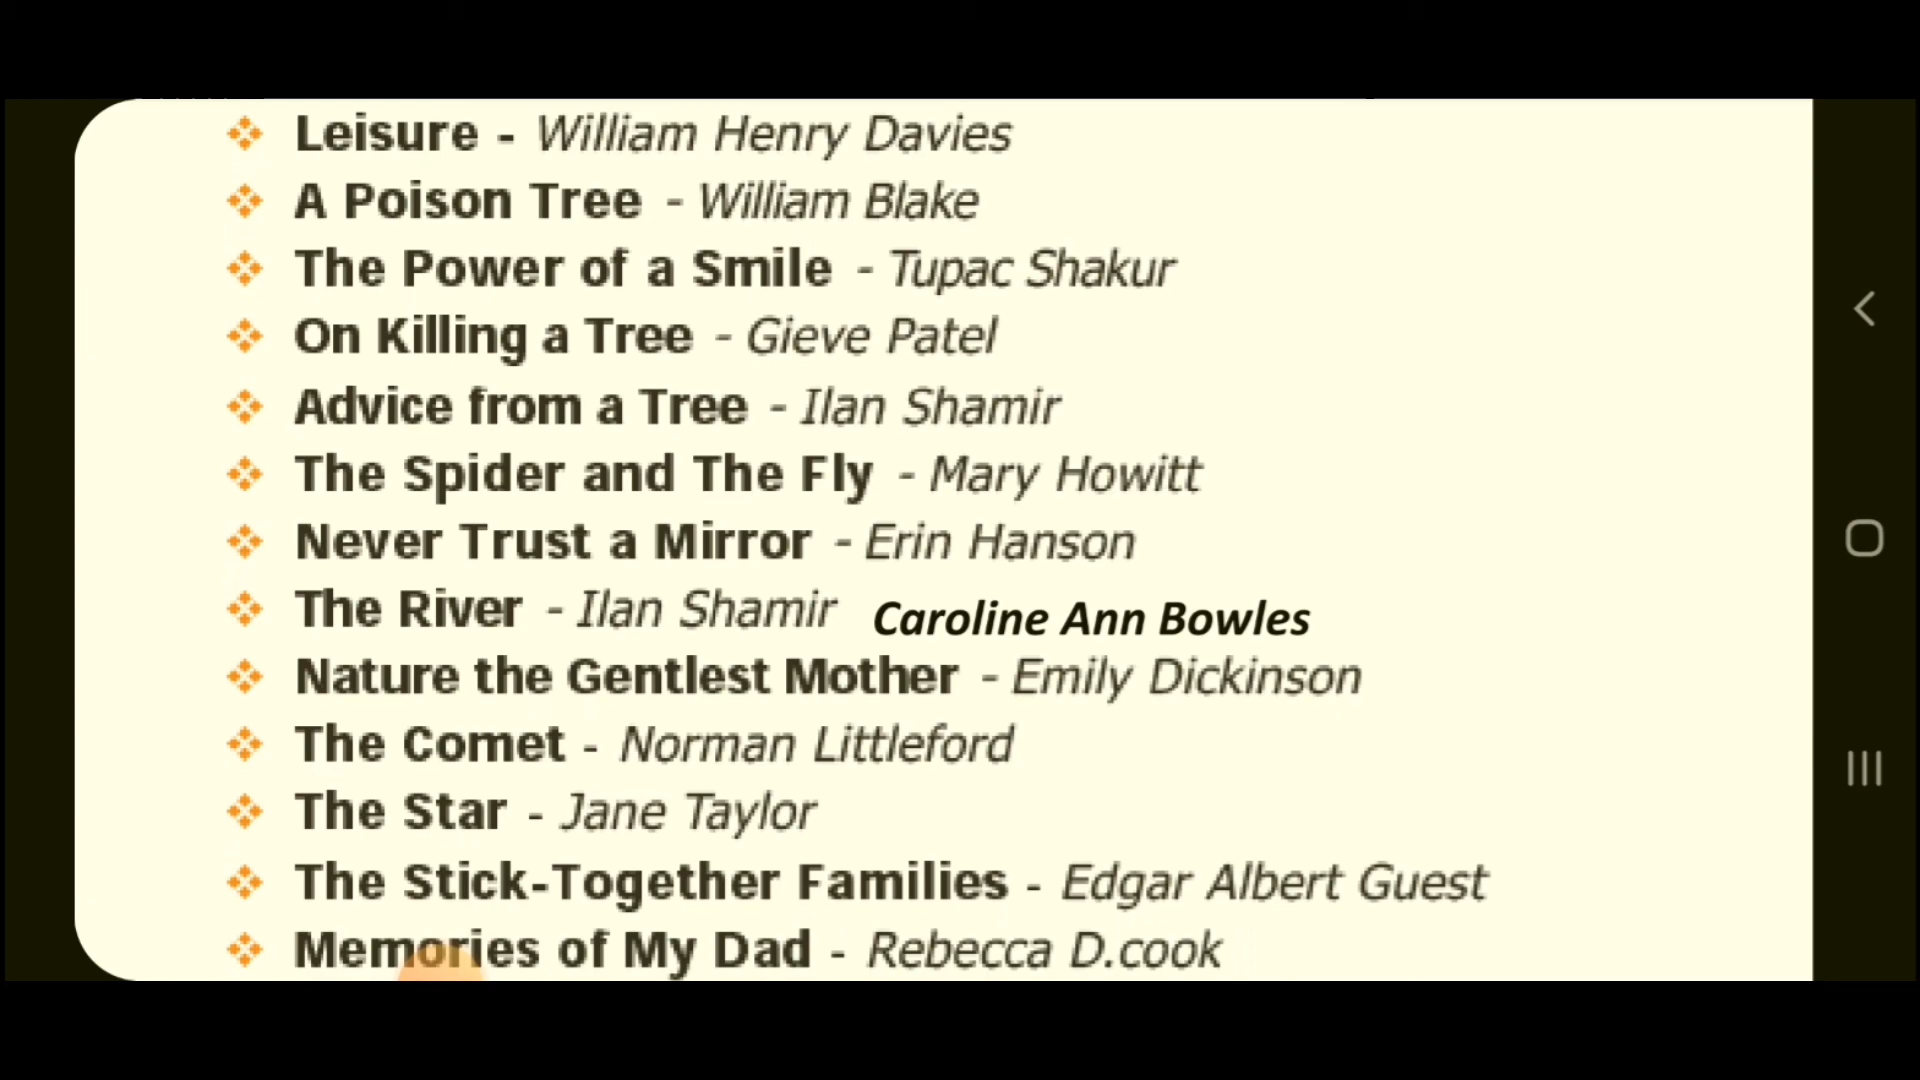 Leisure - William Henry Davies
A Poison Tree - William Blake
The Power of a Smile - Tupac Shakur
On Killing a Tree - Gieve Patel
Advice from a Tree - Ilan Shamir
The Spider and The Fly - Mary Howitt
Never Trust a Mirror - Erin Hanson
The River - Ilan Shamir Caroline Ann Bowles
Nature the Gentlest Mother - Emily Dickinson
The Comet - Norman Littleford
The Star - Jane Taylor
The Stick-Together Families - Edgar Albert Guest
Memories of My Dad - Rebecca D.cook